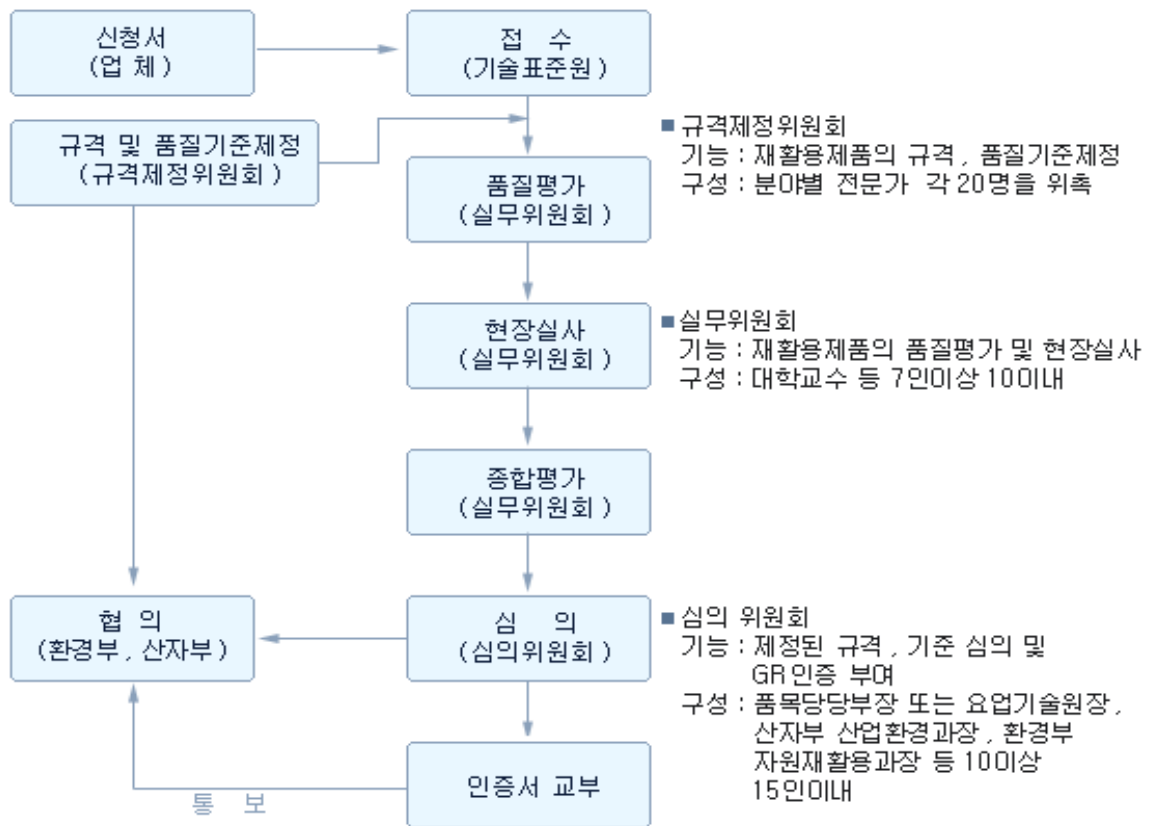 신청서
(업 체)
접 수
(기술표준원)
규격 및 품질기준제정
(규격제정위원회)
■ 규격제정위원회
기능 : 재활용제품의 규격, 품질기준제정
구성 : 분야별 전문가 각 20명을 위촉
품질평가
(실무위원회)
현장실사
(실무위원회)
■ 실무위원회
기능 : 재활용제품의 품질평가 및 현장실사
구성 : 대학교수 등 7인이상 10이내
종합평가
(실무위원회)
협 의
(환경부, 산자부)
심 의
(심의위원회)
■ 심의 위원회
기능 : 제정된 규격, 기준 심의 및
GR인증 부며
구성 : 품목당당부장 또는 요업기술원장,
산자부 산업환경과장, 환경부
자원재활용과장 등 10이상
15인이내
인증서 교부
통 보